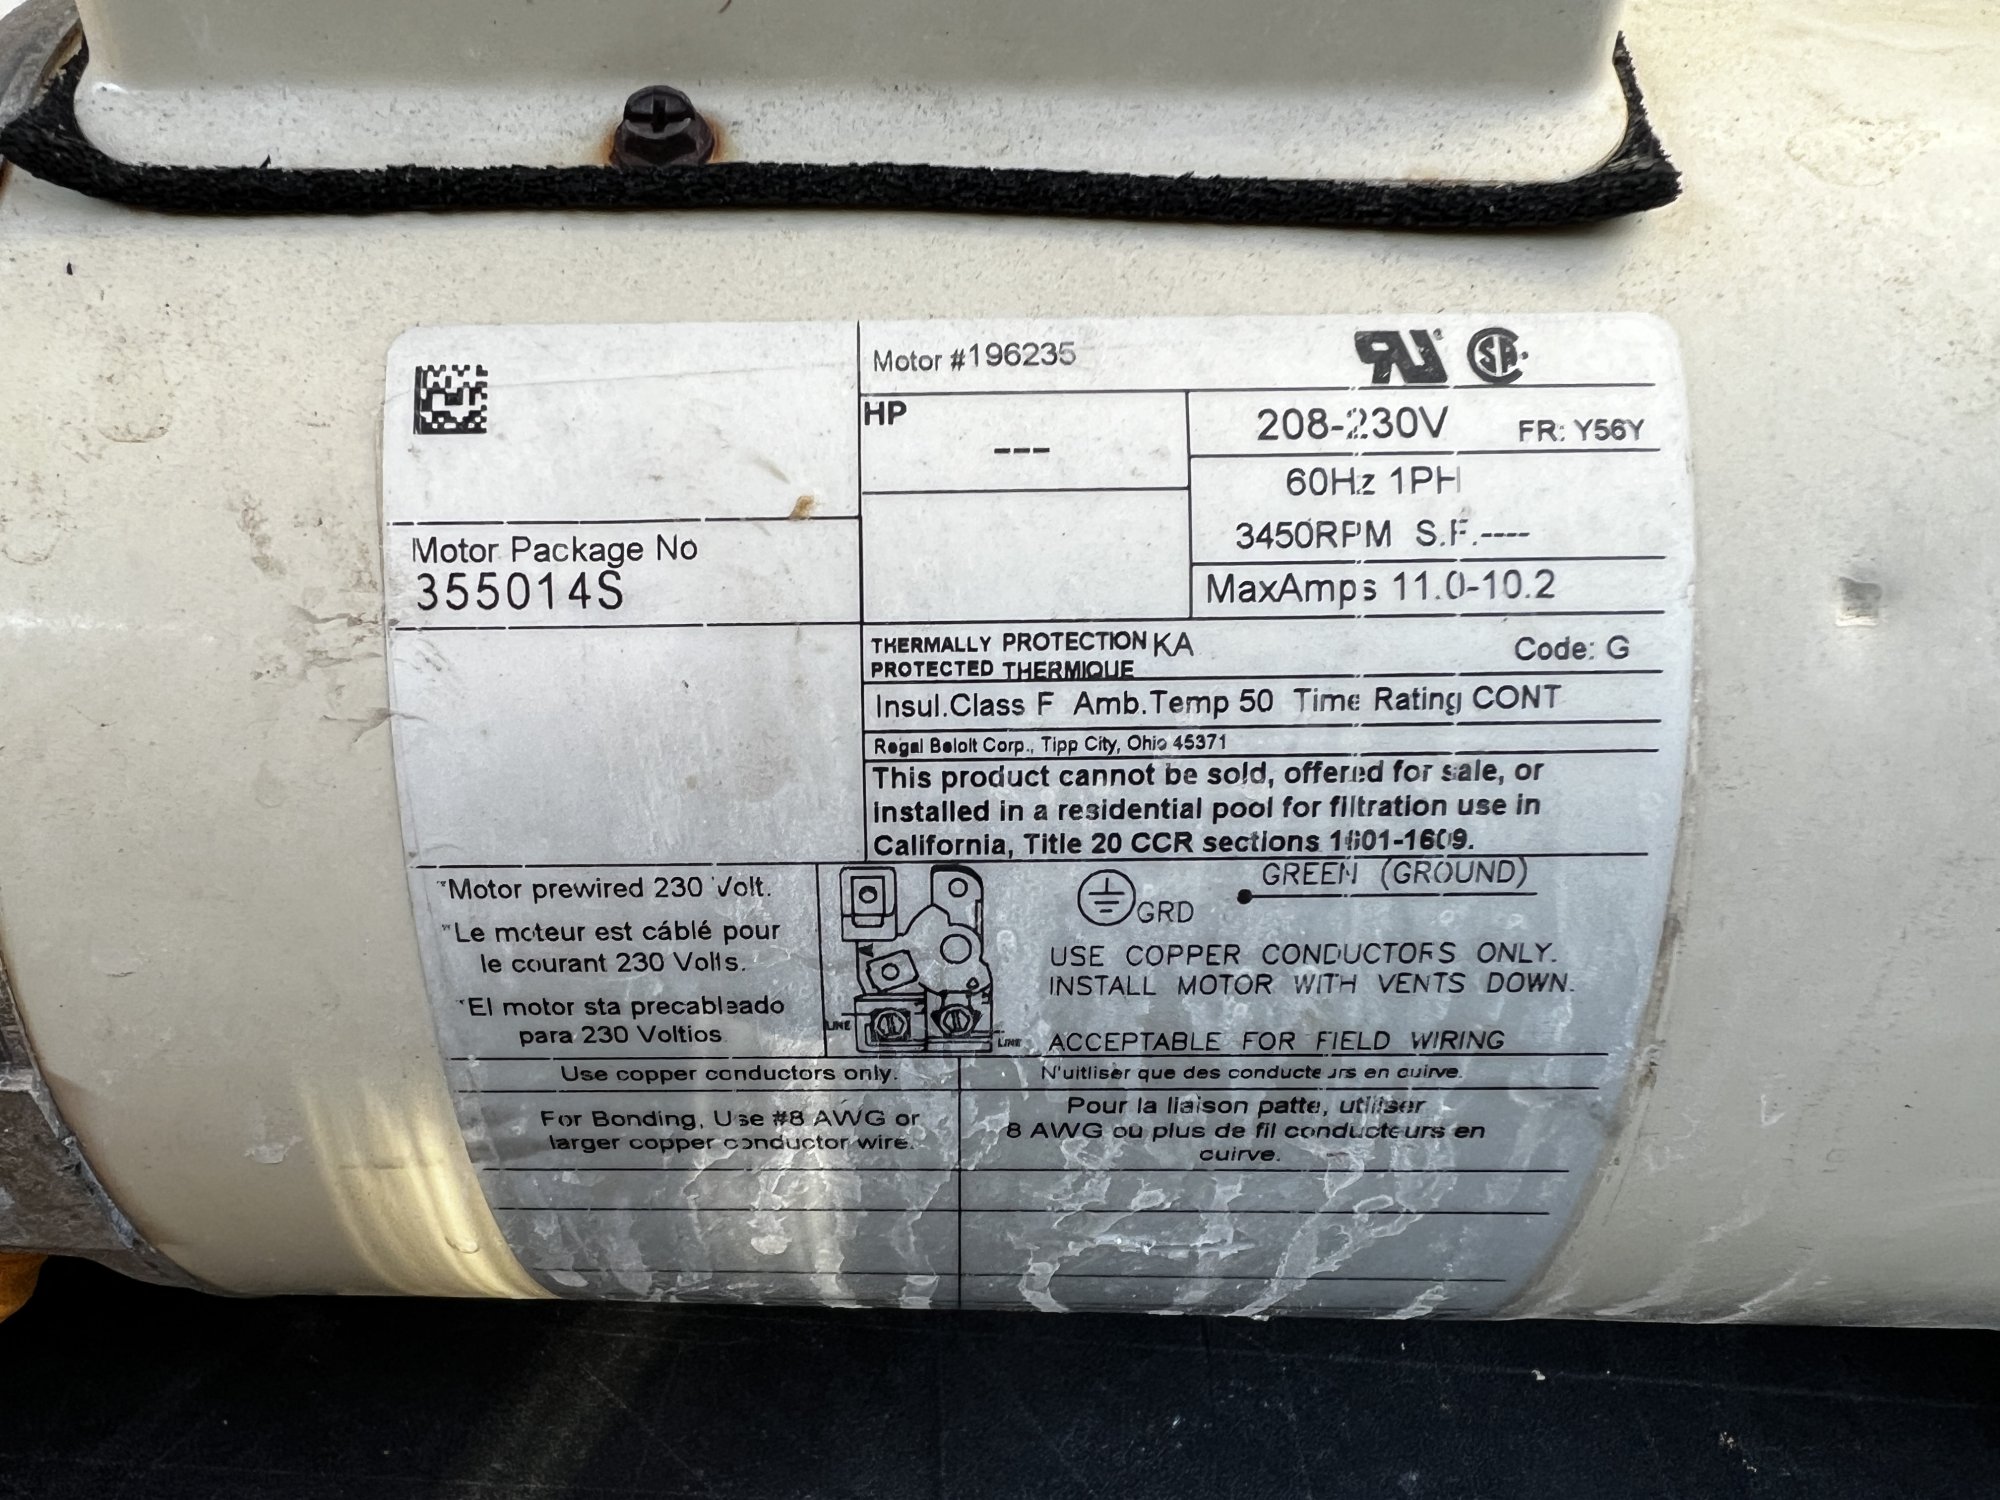 Motor #196235
HP
---
208-230V FR: Y56Y
60Hz 1PH
3450RPM S.F.----
MaxAmps 11.0-10.2
Motor Package No
355014S
THERMALLY PROTECTION KA
PROTECTED THERMIQUE
Code: G
Insul.Class F Amb.Temp 50 Time Rating CONT
Regal Beloit Corp., Tipp City, Ohio 45371
This product cannot be sold, offered for sale, or
installed in a residential pool for filtration use in
California, Title 20 CCR sections 1601-1609.
*Motor prewired 230 Volt.
*Le moteur est cáblé pour
le courant 230 Volts.
*El motor sta precableado
para 230 Voltios
LINE
LINE
GRD
GREEN (GROUND)
USE COPPER CONDUCTORS ONLY.
INSTALL MOTOR WITH VENTS DOWN.
ACCEPTABLE FOR FIELD WIRING
Use copper conductors only.
N'uitliser que des conducteurs en cuirve.
For Bonding, Use #8 AWG or
larger copper conductor wire.
Pour la liaison patte, utiliser
8 AWG ou plus de fil conducteurs en
cuirve.